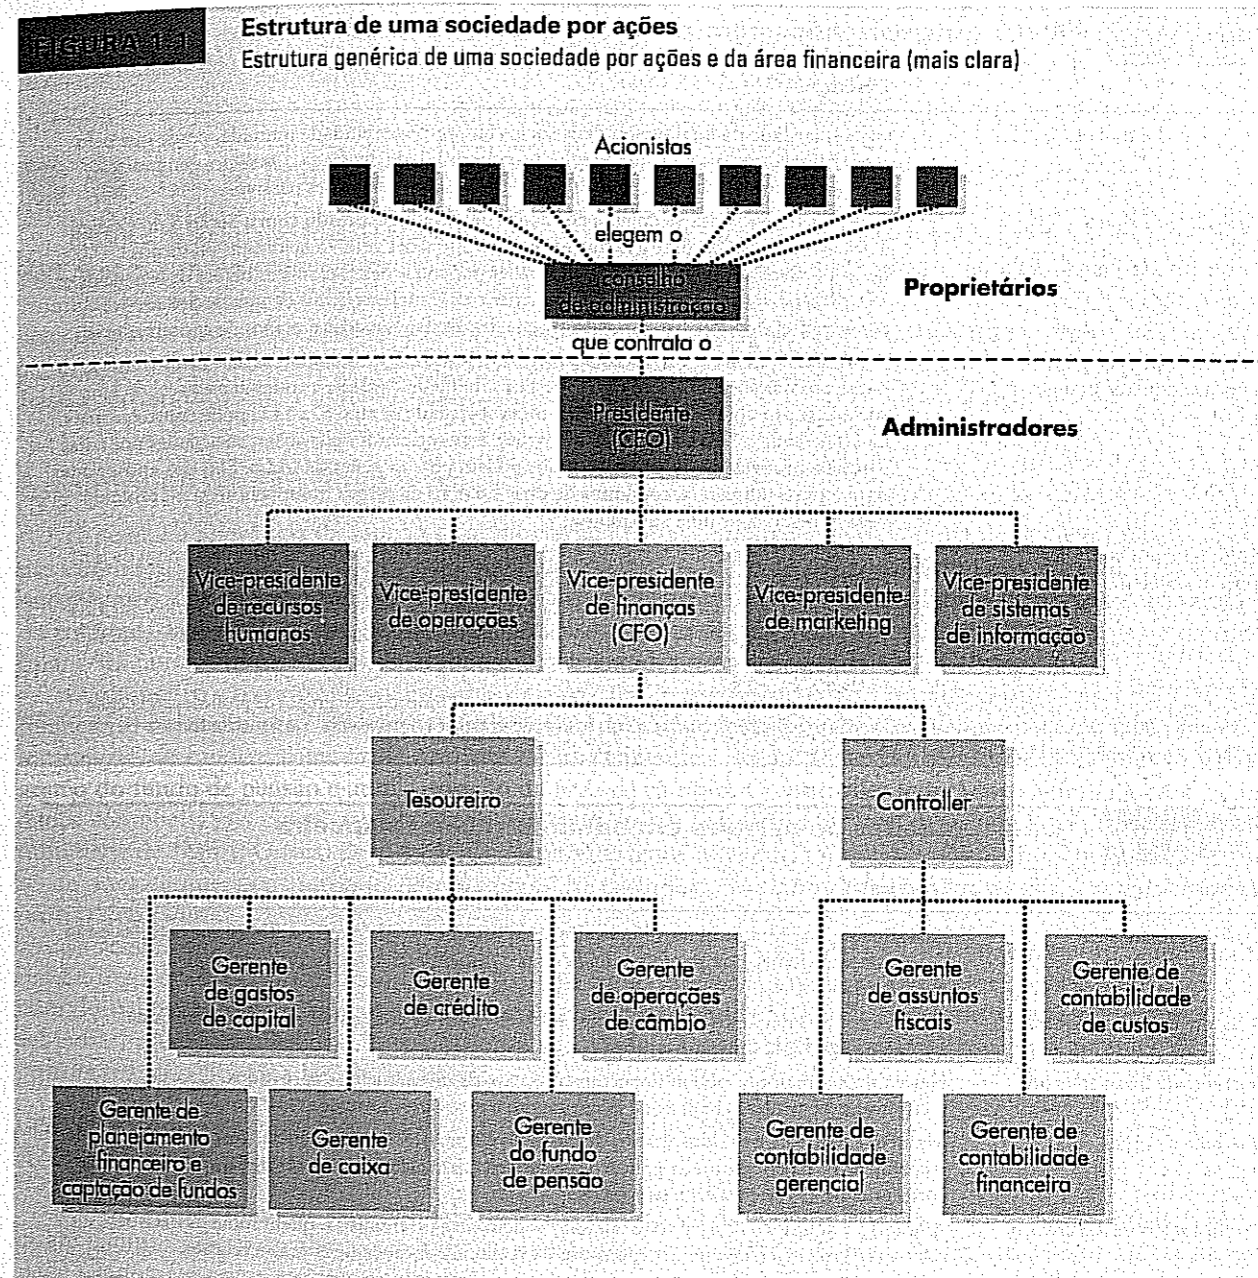 FIGURA 1.1
Estrutura de uma sociedade por ações
Estrutura genérica de uma sociedade por ações e da área financeira (mais clara)
Acionistas
elegem o
conselho
de administração
Proprietários
que contrata o
Presidente
(CEO)
Administradores
Vice-presidente
de recursos
humanos
Vice-presidente
de operações
Vice-presidente
de finanças
(CFO)
Vice-presidente
de marketing
Vice-presidente
de sistemas
de informação
Tesoureiro
Controller
Gerente
de gastos
de capital
Gerente
de crédito
Gerente
de operações
de câmbio
Gerente
de assuntos
fiscais
Gerente de
contabilidade
de custos
Gerente de
planejamento
financeiro e
captação de fundos
Gerente
de caixa
Gerente
do fundo
de pensão
Gerente de
contabilidade
gerencial
Gerente de
contabilidade
financeira